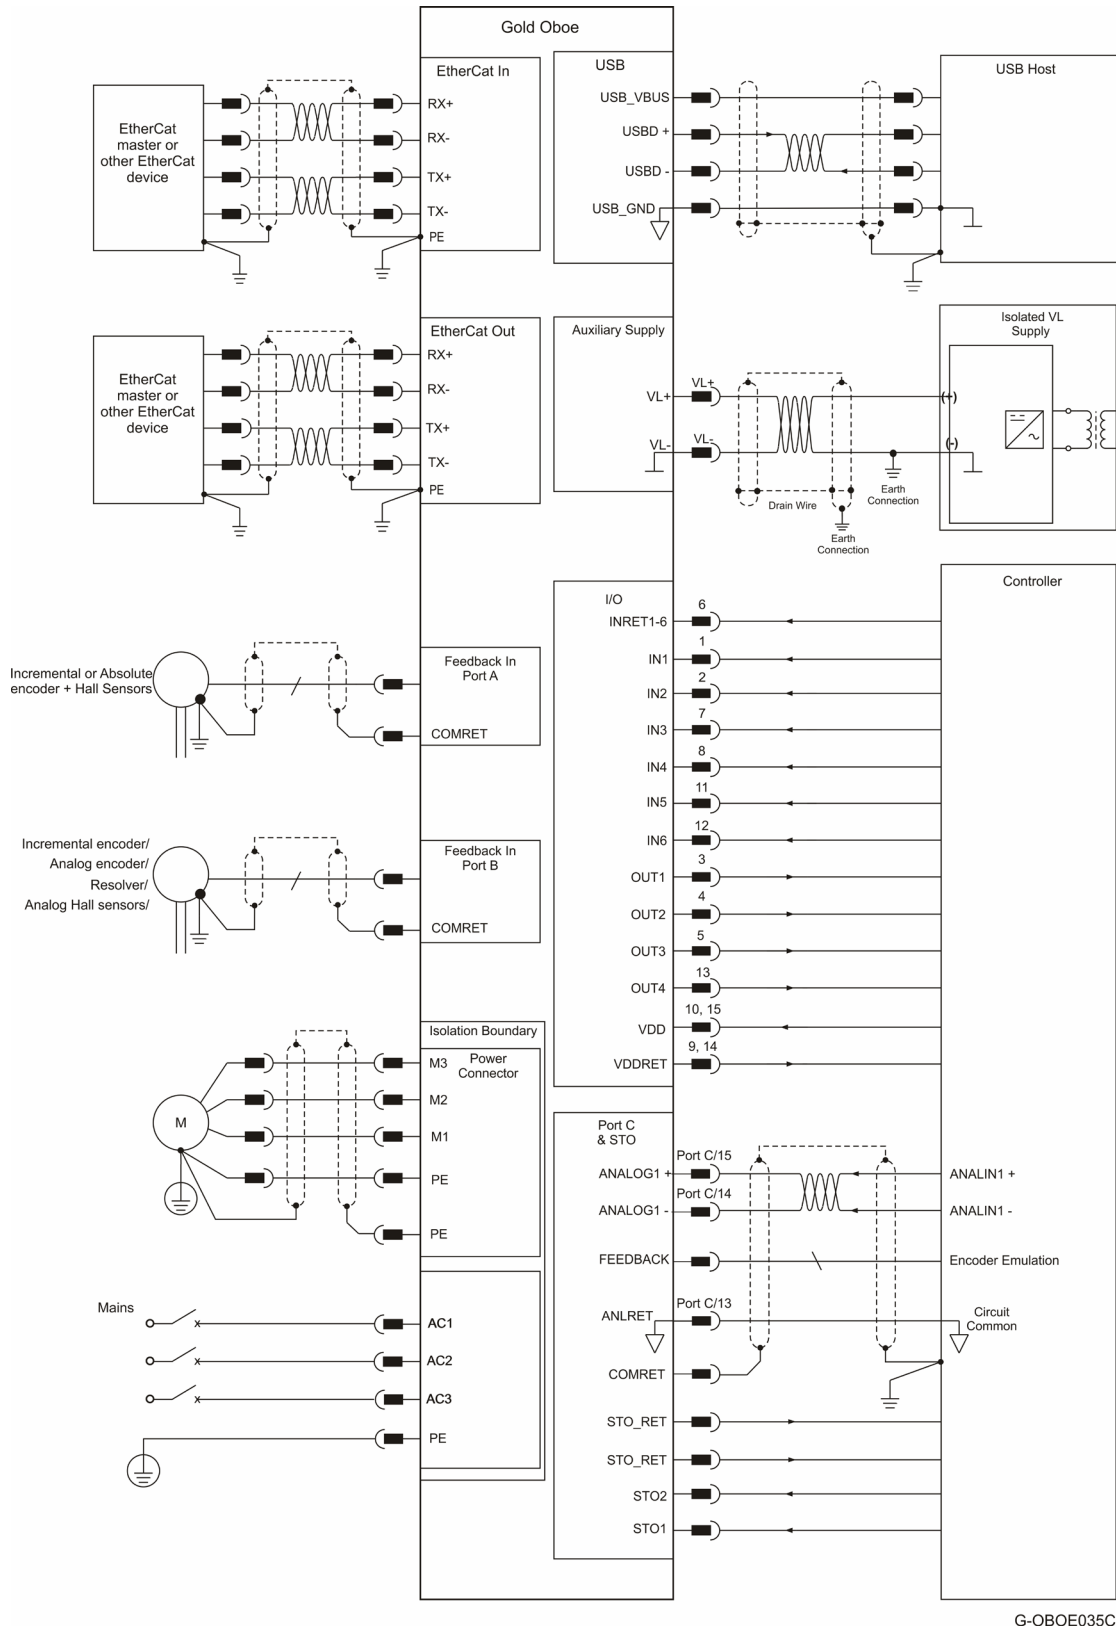 Gold Oboe
EtherCat In
EtherCat
master or
other EtherCat
device
RX+
RX-
TX+
TX-
PE
USB
USB_VBUS
USBD +
USBD -
USB_GND
USB Host
EtherCat Out
EtherCat
master or
other EtherCat
device
RX+
RX-
TX+
TX-
PE
Auxiliary Supply
VL+
VL+
VL-
VL-
Drain Wire
Earth
Connection
Earth
Connection
Isolated VL
Supply
(+)
(-)
Incremental or Absolute
encoder + Hall Sensors
Feedback In
Port A
COMRET
Incremental encoder/
Analog encoder/
Resolver/
Analog Hall sensors/
Feedback In
Port B
COMRET
I/O
Controller
6
INRET1-6
1
IN1
2
IN2
7
IN3
8
IN4
11
IN5
12
IN6
3
OUT1
4
OUT2
5
OUT3
13
OUT4
10, 15
VDD
9, 14
VDDRET
Isolation Boundary
Power
Connector
M
M3
M2
M1
PE
PE
Mains
AC1
AC2
AC3
PE
Port C
& STO
Port C/15
ANALOG1 +
ANALIN1 +
Port C/14
ANALOG1 -
ANALIN1 -
FEEDBACK
Encoder Emulation
Port C/13
ANLRET
Circuit
Common
COMRET
STO_RET
STO_RET
STO2
STO1
G-OBOE035C